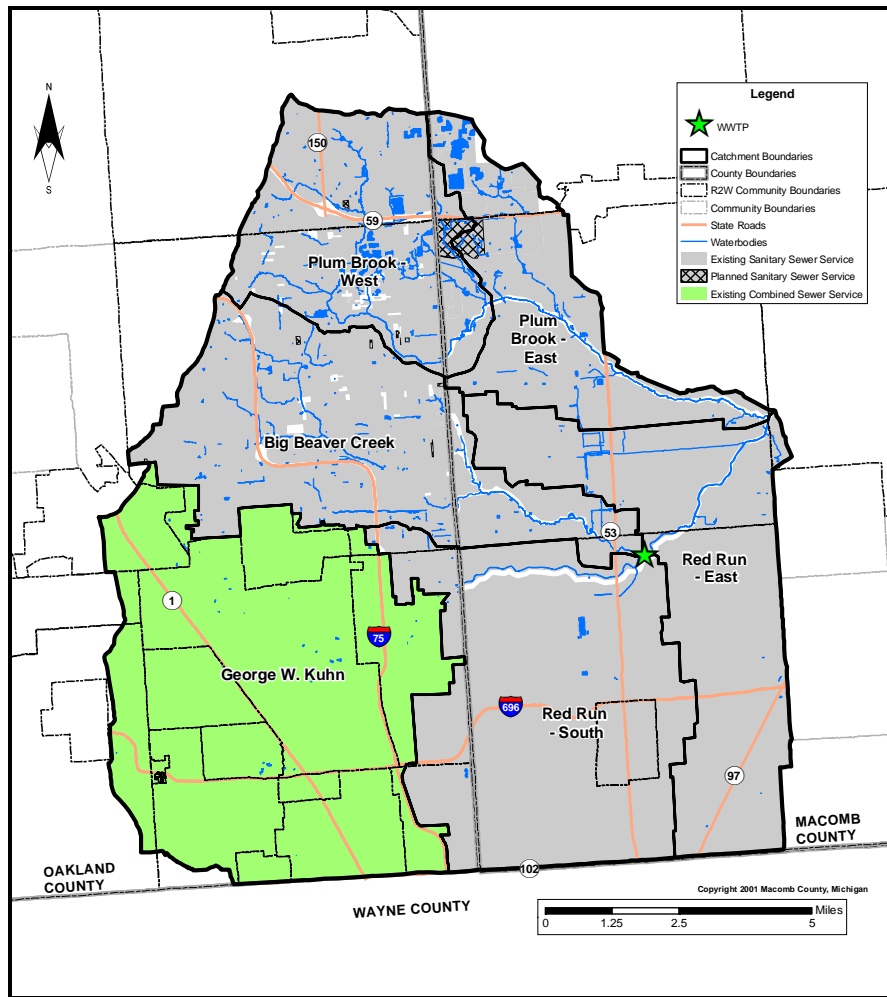 N
S
150
59
Plum Brook -
West
Plum
Brook -
East
Big Beaver Creek
53
Red Run
- East
1
75
George W. Kuhn
696
Red Run
- South
97
MACOMB
COUNTY
OAKLAND
COUNTY
102
WAYNE COUNTY
Legend
WWTP
Catchment Boundaries
County Boundaries
R2W Community Boundaries
Community Boundaries
State Roads
Waterbodies
Existing Sanitary Sewer Service
Planned Sanitary Sewer Service
Existing Combined Sewer Service
Copyright 2001 Macomb County, Michigan
Miles
0 1.25 2.5 5